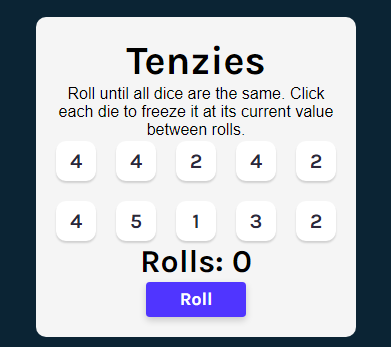 Tenzies
Roll until all dice are the same. Click
each die to freeze it at its current value
between rolls.
4 4 2 4 2
4 5 1 3 2
Rolls: 0
Roll